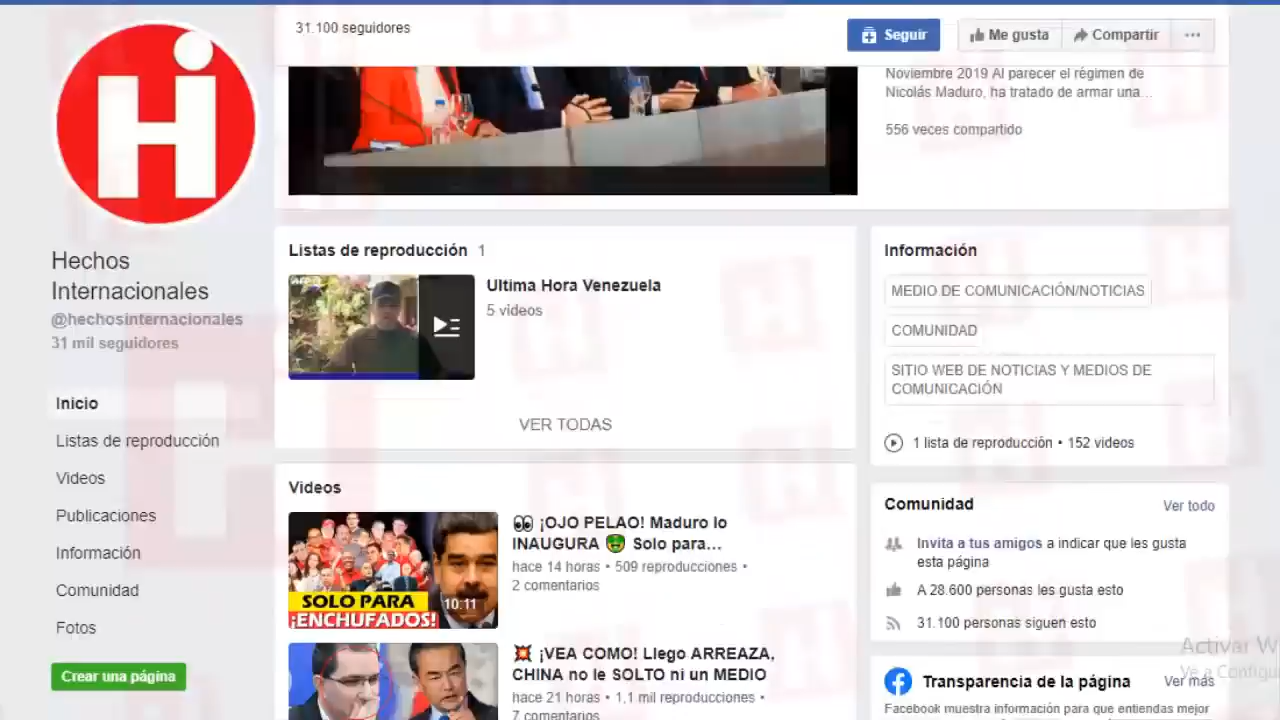 31.100 seguidores
Seguir
Me gusta
Compartir
Noviembre 2019 Al parecer el régimen de
Nicolás Maduro, ha tratado de armar una...
556 veces compartido
Hi
Hechos
Internacionales
@hechosinternacionales
31 mil seguidores
Inicio
Listas de reproducción
Videos
Publicaciones
Información
Comunidad
Fotos
Crear una página
Listas de reproducción 1
Ultima Hora Venezuela
5 videos
VER TODAS
Videos
SOLO PARA
¡ENCHUFADOS!
10:11
¡OJO PELAO! Maduro lo
INAUGURA Solo para...
hace 14 horas • 509 reproducciones •
2 comentarios
¡VEA COMO! Llego ARREAZA,
CHINA no le SOLTO ni un MEDIO
hace 21 horas • 1,1 mil reproducciones •
7 comentarios
Información
MEDIO DE COMUNICACIÓN/NOTICIAS
COMUNIDAD
SITIO WEB DE NOTICIAS Y MEDIOS DE
COMUNICACIÓN
1 lista de reproducción • 152 videos
Comunidad
Ver todo
Invita a tus amigos a indicar que les gusta
esta página
A 28.600 personas les gusta esto
31.100 personas siguen esto
Transparencia de la página
Ver más
Facebook muestra información para que entiendas mejor
Activar W
Ve a Configu